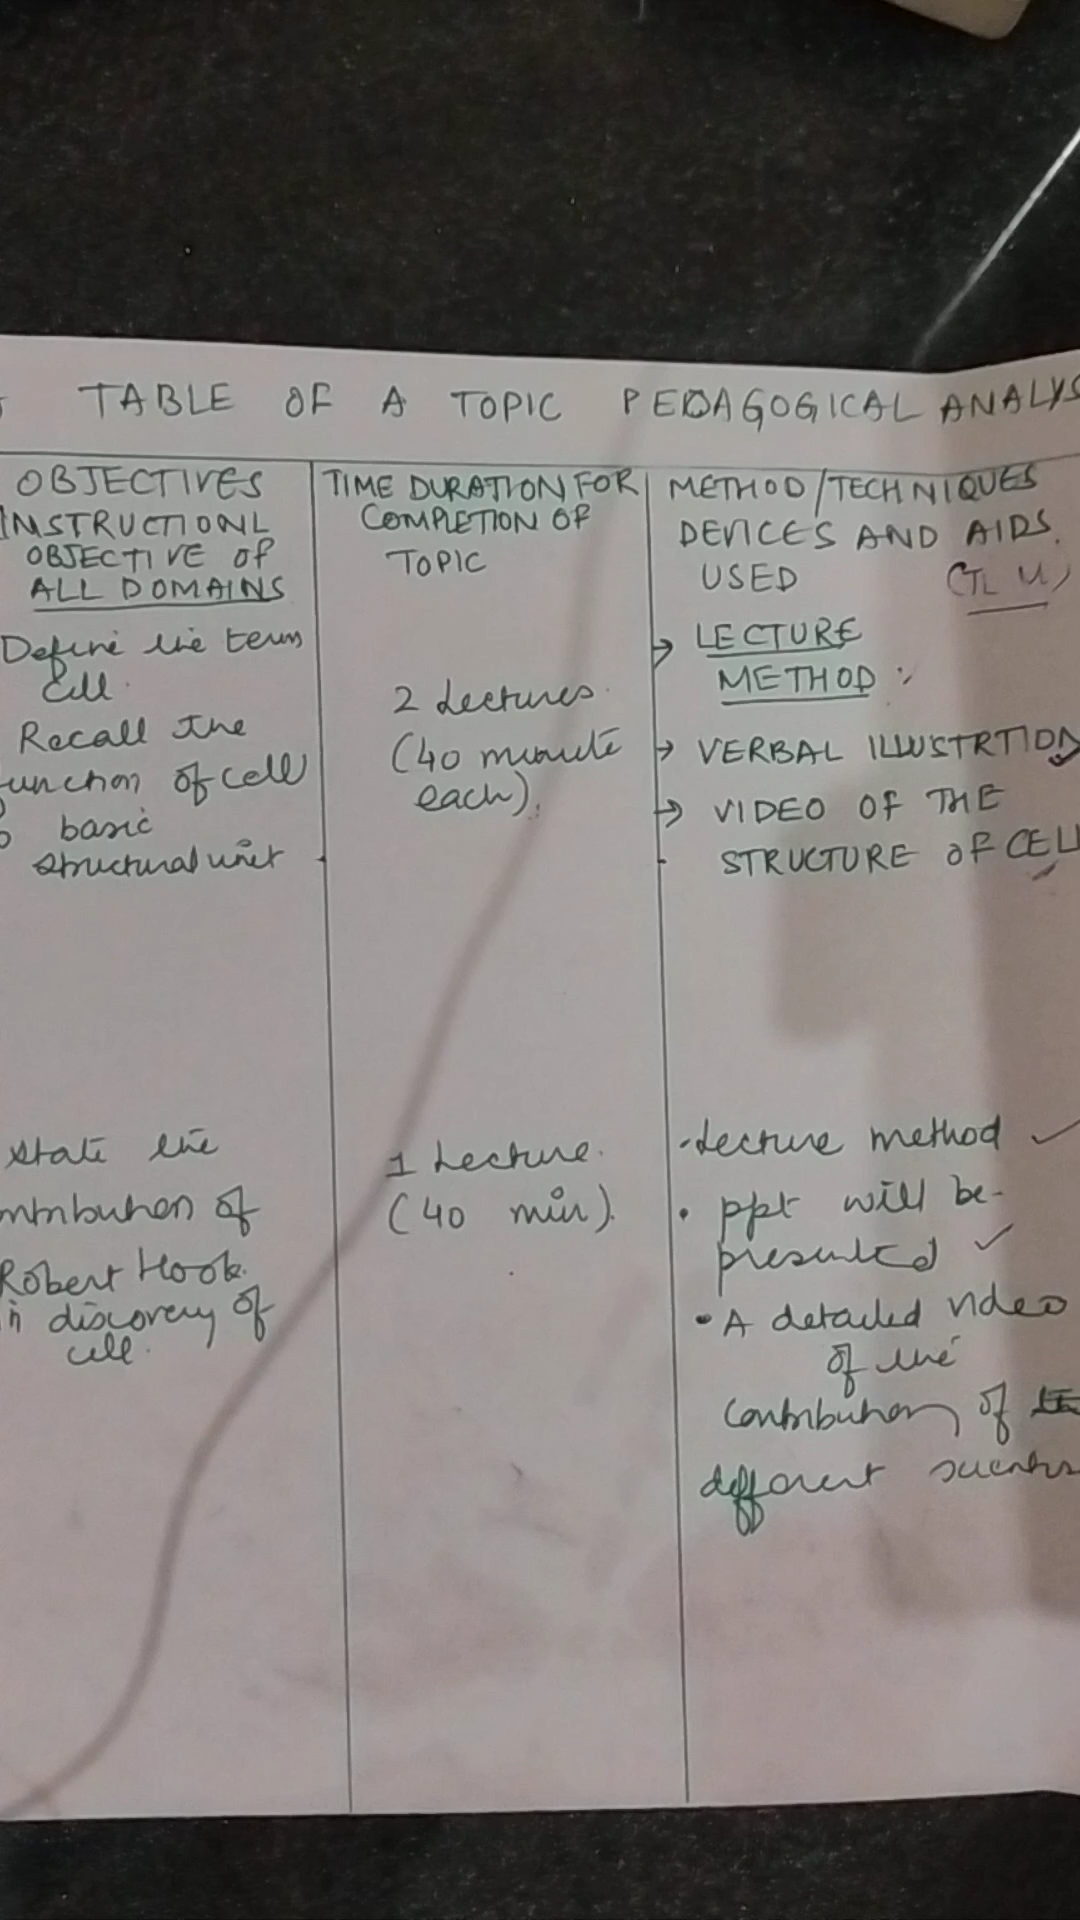 TABLE OF A TOPIC PEDAGOGICAL ANALYS
OBJECTIVES
INSTRUCTIONL
OBJECTIVE OF
ALL DOMAINS
Define the term
Cell.
Recall the
function of cell
basic
structural unit
State the
ontribution of
Robert Hook.
in discovery of
cell.
TIME DURATION FOR
COMPLETION OF
TOPIC
2 Lectures.
(40 minute
each).
1 Lecture.
(40 min).
METHOD/TECHNIQUES
DEVICES AND AIDS.
USED
→ LECTURE
METHOD :
→ VERBAL ILLUSTRTION
→ VIDEO OF THE
STRUCTURE OF CELL
• Lecture method ✓
• ppt will be-
presented ✓
• A detailed video
of the
contribution of
different